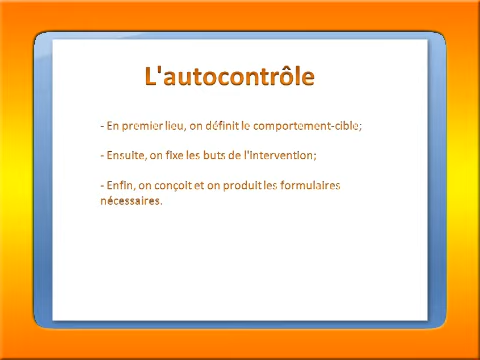 L'autocontrôle
- En premier lieu, on définit le comportement-cible;
- Ensuite, on fixe les buts de l'intervention;
- Enfin, on conçoit et on produit les formulaires
nécessaires.